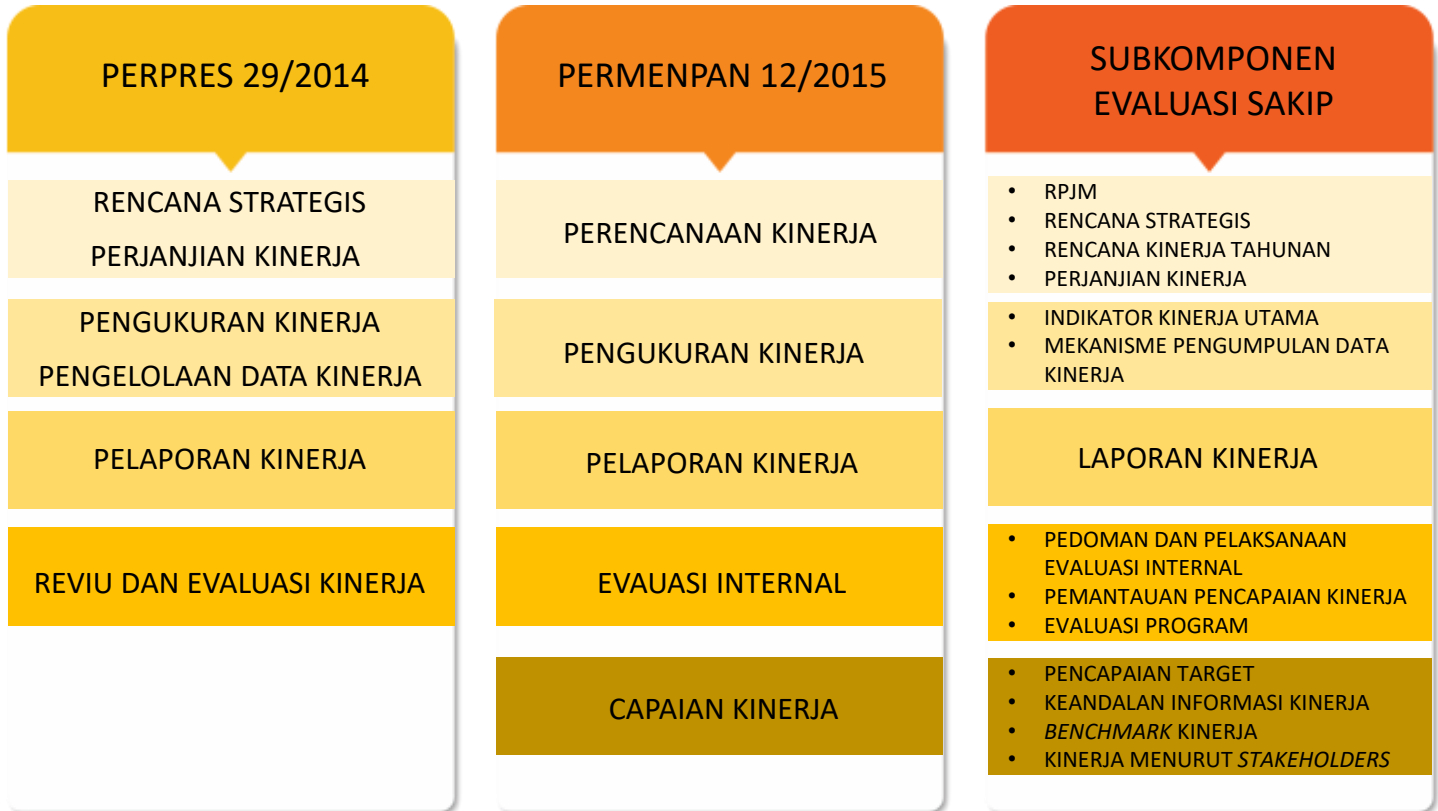 PERPRES 29/2014
RENCANA STRATEGIS
PERJANJIAN KINERJA
PENGUKURAN KINERJA
PENGELOLAAN DATA KINERJA
PELAPORAN KINERJA
REVIU DAN EVALUASI KINERJA
PERMENPAN 12/2015
PERENCANAAN KINERJA
PENGUKURAN KINERJA
PELAPORAN KINERJA
EVAUASI INTERNAL
CAPAIAN KINERJA
SUBKOMPONEN
EVALUASI SAKIP
• RPJM
• RENCANA STRATEGIS
• RENCANA KINERJA TAHUNAN
• PERJANJIAN KINERJA
• INDIKATOR KINERJA UTAMA
• MEKANISME PENGUMPULAN DATA
KINERJA
LAPORAN KINERJA
• PEDOMAN DAN PELAKSANAAN
EVALUASI INTERNAL
• PEMANTAUAN PENCAPAIAN KINERJA
• EVALUASI PROGRAM
• PENCAPAIAN TARGET
• KEANDALAN INFORMASI KINERJA
• BENCHMARK KINERJA
• KINERJA MENURUT STAKEHOLDERS